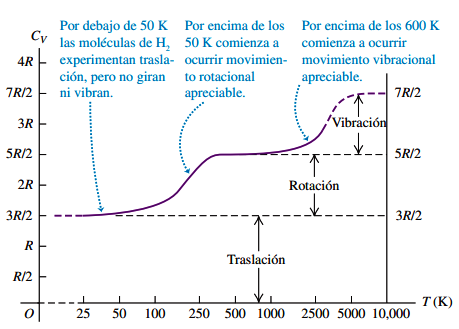 Por debajo de 50 K
las moléculas de H₂
experimentan trasla-
ción, pero no giran
ni vibran.
Por encima de los
50 K comienza a
ocurrir movimien-
to rotacional
apreciable.
Por encima de los 600 K
comienza a ocurrir
movimiento vibracional
apreciable.
C_V
4R
7R/2
3R
5R/2
2R
3R/2
R
R/2
O
Vibración
Rotación
Traslación
7R/2
5R/2
3R/2
25 50 100 250 500 1000 2500 5000 10,000
T (K)